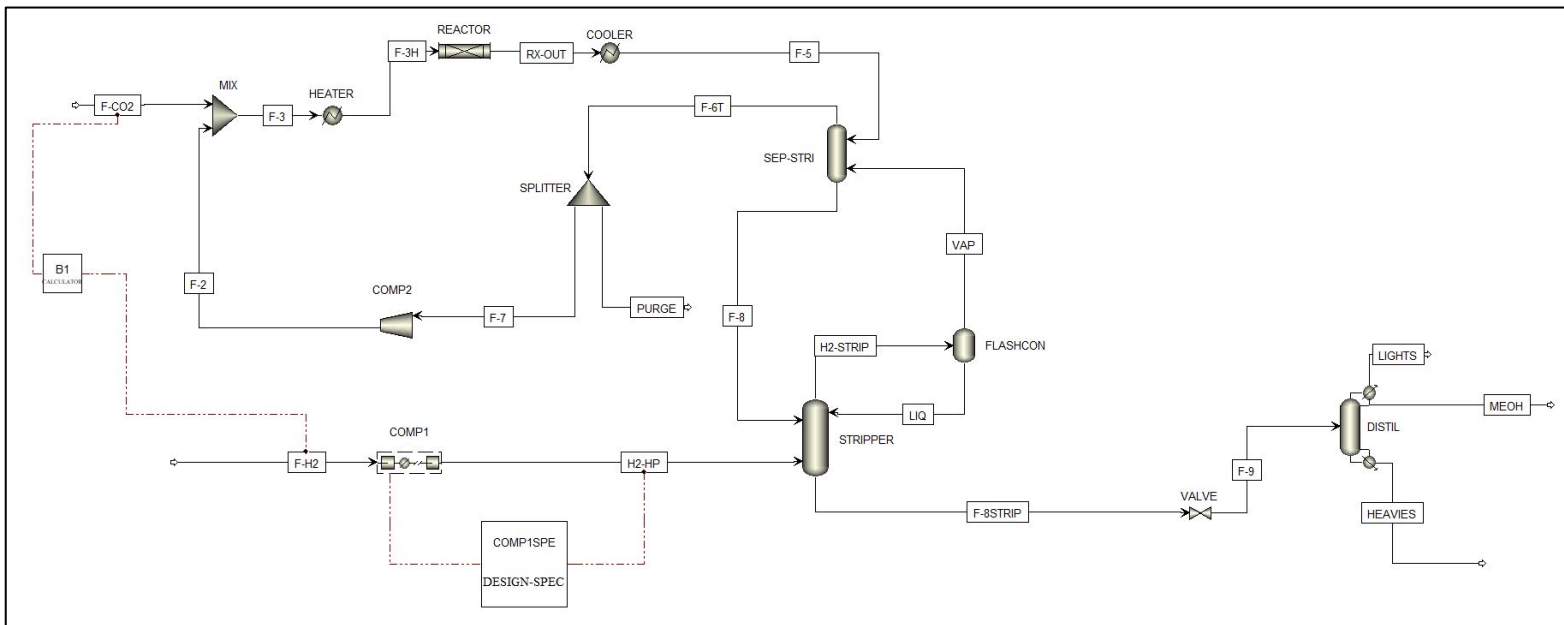 REACTOR
COOLER
F-3H
RX-OUT
F-5
MIX
HEATER
F-CO2
F-3
F-6T
SEP-STRI
SPLITTER
VAP
B1
CALCULATOR
F-2
COMP2
F-7
PURGE
F-8
H2-STRIP
FLASHCON
LIGHTS
LIQ
MEOH
COMP1
STRIPPER
DISTIL
F-H2
H2-HP
F-9
VALVE
F-8STRIP
HEAVIES
COMP1SPE
DESIGN-SPEC